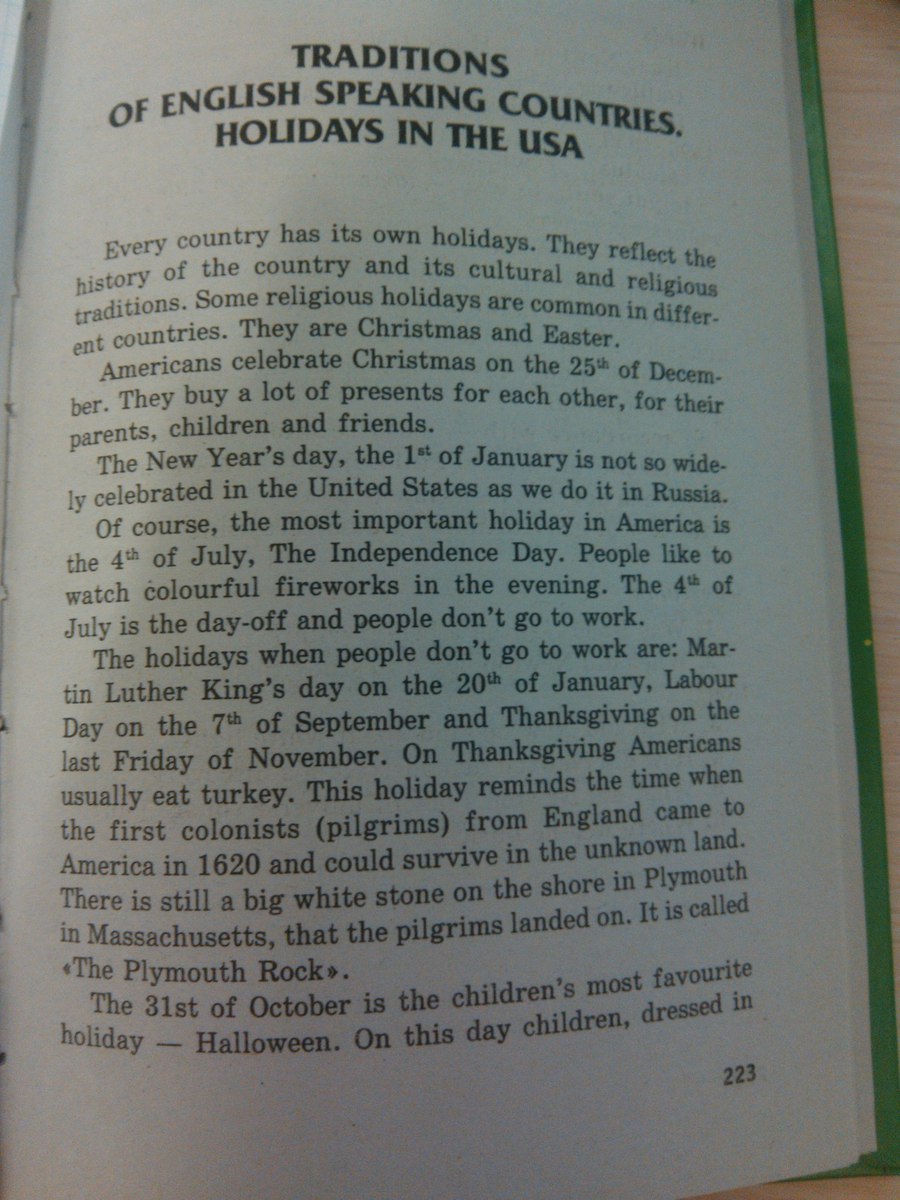 TRADITIONS
OF ENGLISH SPEAKING COUNTRIES.
HOLIDAYS IN THE USA
Every country has its own holidays. They reflect the
history of the country and its cultural and religious
traditions. Some religious holidays are common in differ-
ent countries. They are Christmas and Easter.
Americans celebrate Christmas on the 25th of Decem-
ber. They buy a lot of presents for each other, for their
parents, children and friends.
The New Year's day, the 1st of January is not so wide-
ly celebrated in the United States as we do it in Russia.
Of course, the most important holiday in America is
the 4th of July, The Independence Day. People like to
watch colourful fireworks in the evening. The 4th of
July is the day-off and people don't go to work.
The holidays when people don't go to work are: Mar-
tin Luther King's day on the 20th of January, Labour
Day on the 7th of September and Thanksgiving on the
last Friday of November. On Thanksgiving Americans
usually eat turkey. This holiday reminds the time when
the first colonists (pilgrims) from England came to
America in 1620 and could survive in the unknown land.
There is still a big white stone on the shore in Plymouth
in Massachusetts, that the pilgrims landed on. It is called
«The Plymouth Rock».
The 31st of October is the children's most favourite
holiday — Halloween. On this day children, dressed in
223